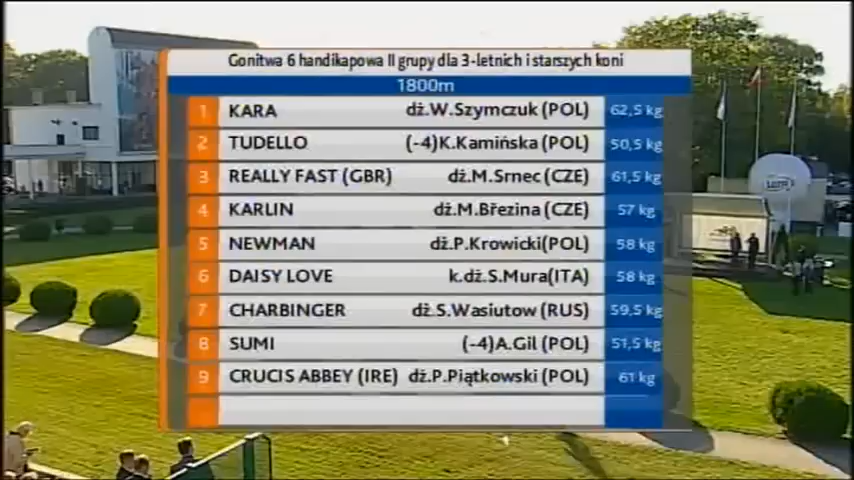 Gonitwa 6 handikapowa II grupy dla 3-letnich i starszych koni
1800m
1 KARA dż.W.Szymczuk (POL) 62,5 kg
2 TUDELLO (-4)K.Kamińska (POL) 50,5 kg
3 REALLY FAST (GBR) dż.M.Srnec (CZE) 61,5 kg
4 KARLIN dż.M.Březina (CZE) 57 kg
5 NEWMAN dż.P.Krowicki(POL) 58 kg
6 DAISY LOVE k.dż.S.Mura(ITA) 58 kg
7 CHARBINGER dż.S.Wasiutow (RUS) 59,5 kg
8 SUMI (-4)A.Gil (POL) 51,5 kg
9 CRUCIS ABBEY (IRE) dż.P.Piątkowski (POL) 61 kg